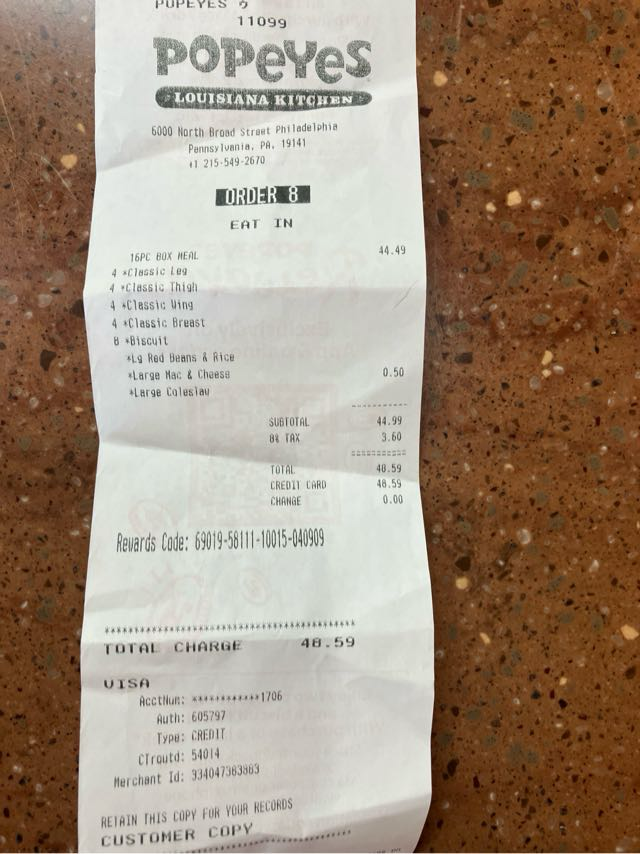 POPEYES
11099
POPEYES
LOUISIANA KITCHEN
6000 North Broad Street Philadelphia
Pennsylvania, PA, 19141
+1 215-549-2670
ORDER 8
EAT IN
16PC BOX MEAL 44.49
4 *Classic Leg
4 *Classic Thigh
4 *Classic Wing
4 *Classic Breast
8 *Biscuit
*Lg Red Beans & Rice
*Large Mac & Cheese 0.50
*Large Coleslaw
SUBTOTAL 44.99
8% TAX 3.60
TOTAL 48.59
CREDIT CARD 48.59
CHANGE 0.00
Rewards Code: 69019-58111-10015-040909
TOTAL CHARGE 48.59
VISA
AcctNum: ************1706
Auth: 605797
Type: CREDIT
CTroutd: 54014
Merchant Id: 934047383883
RETAIN THIS COPY FOR YOUR RECORDS
CUSTOMER COPY